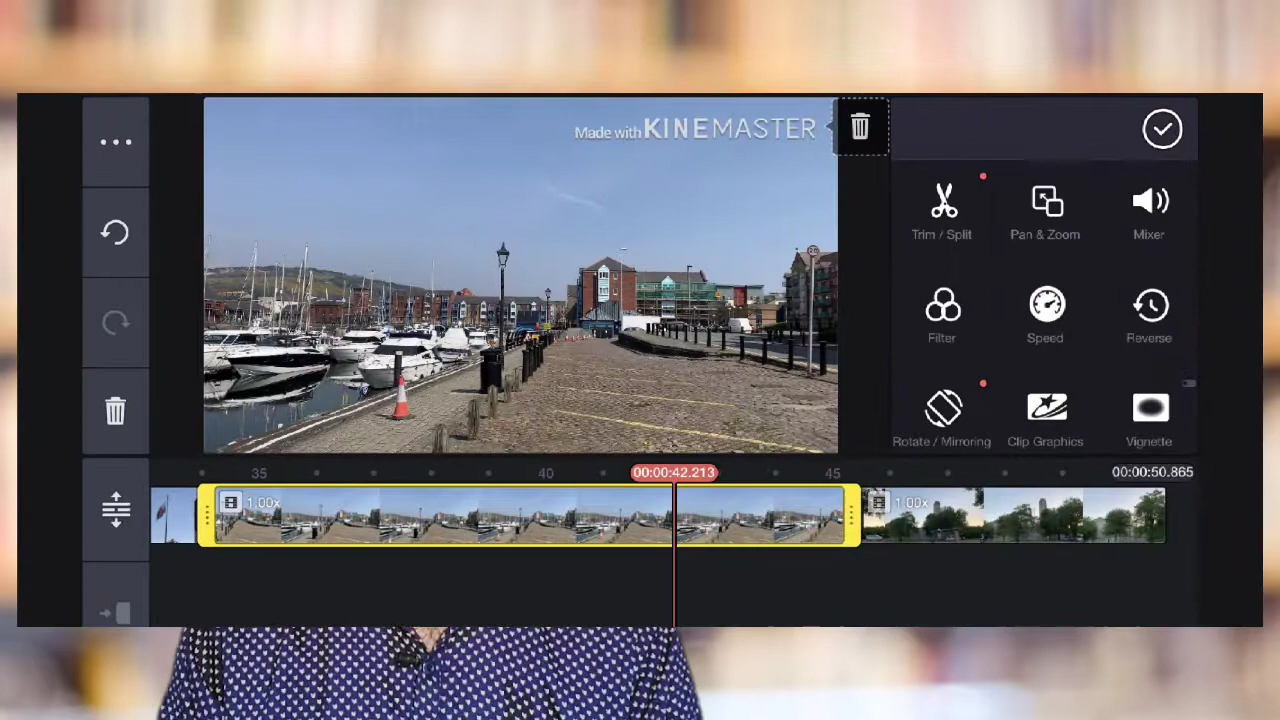 Made with KINEMASTER
Trim / Split
Pan & Zoom
Mixer
Filter
Speed
Reverse
Rotate / Mirroring
Clip Graphics
Vignette
35
40
00:00:42.213
45
00:00:50.865
1.00x
1.00x